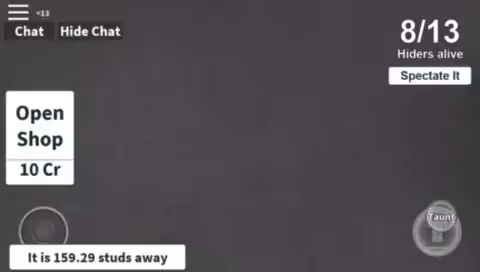 <13
Chat Hide Chat
8/13
Hiders alive
Spectate It
Open
Shop
10 Cr
Taunt
It is 159.29 studs away